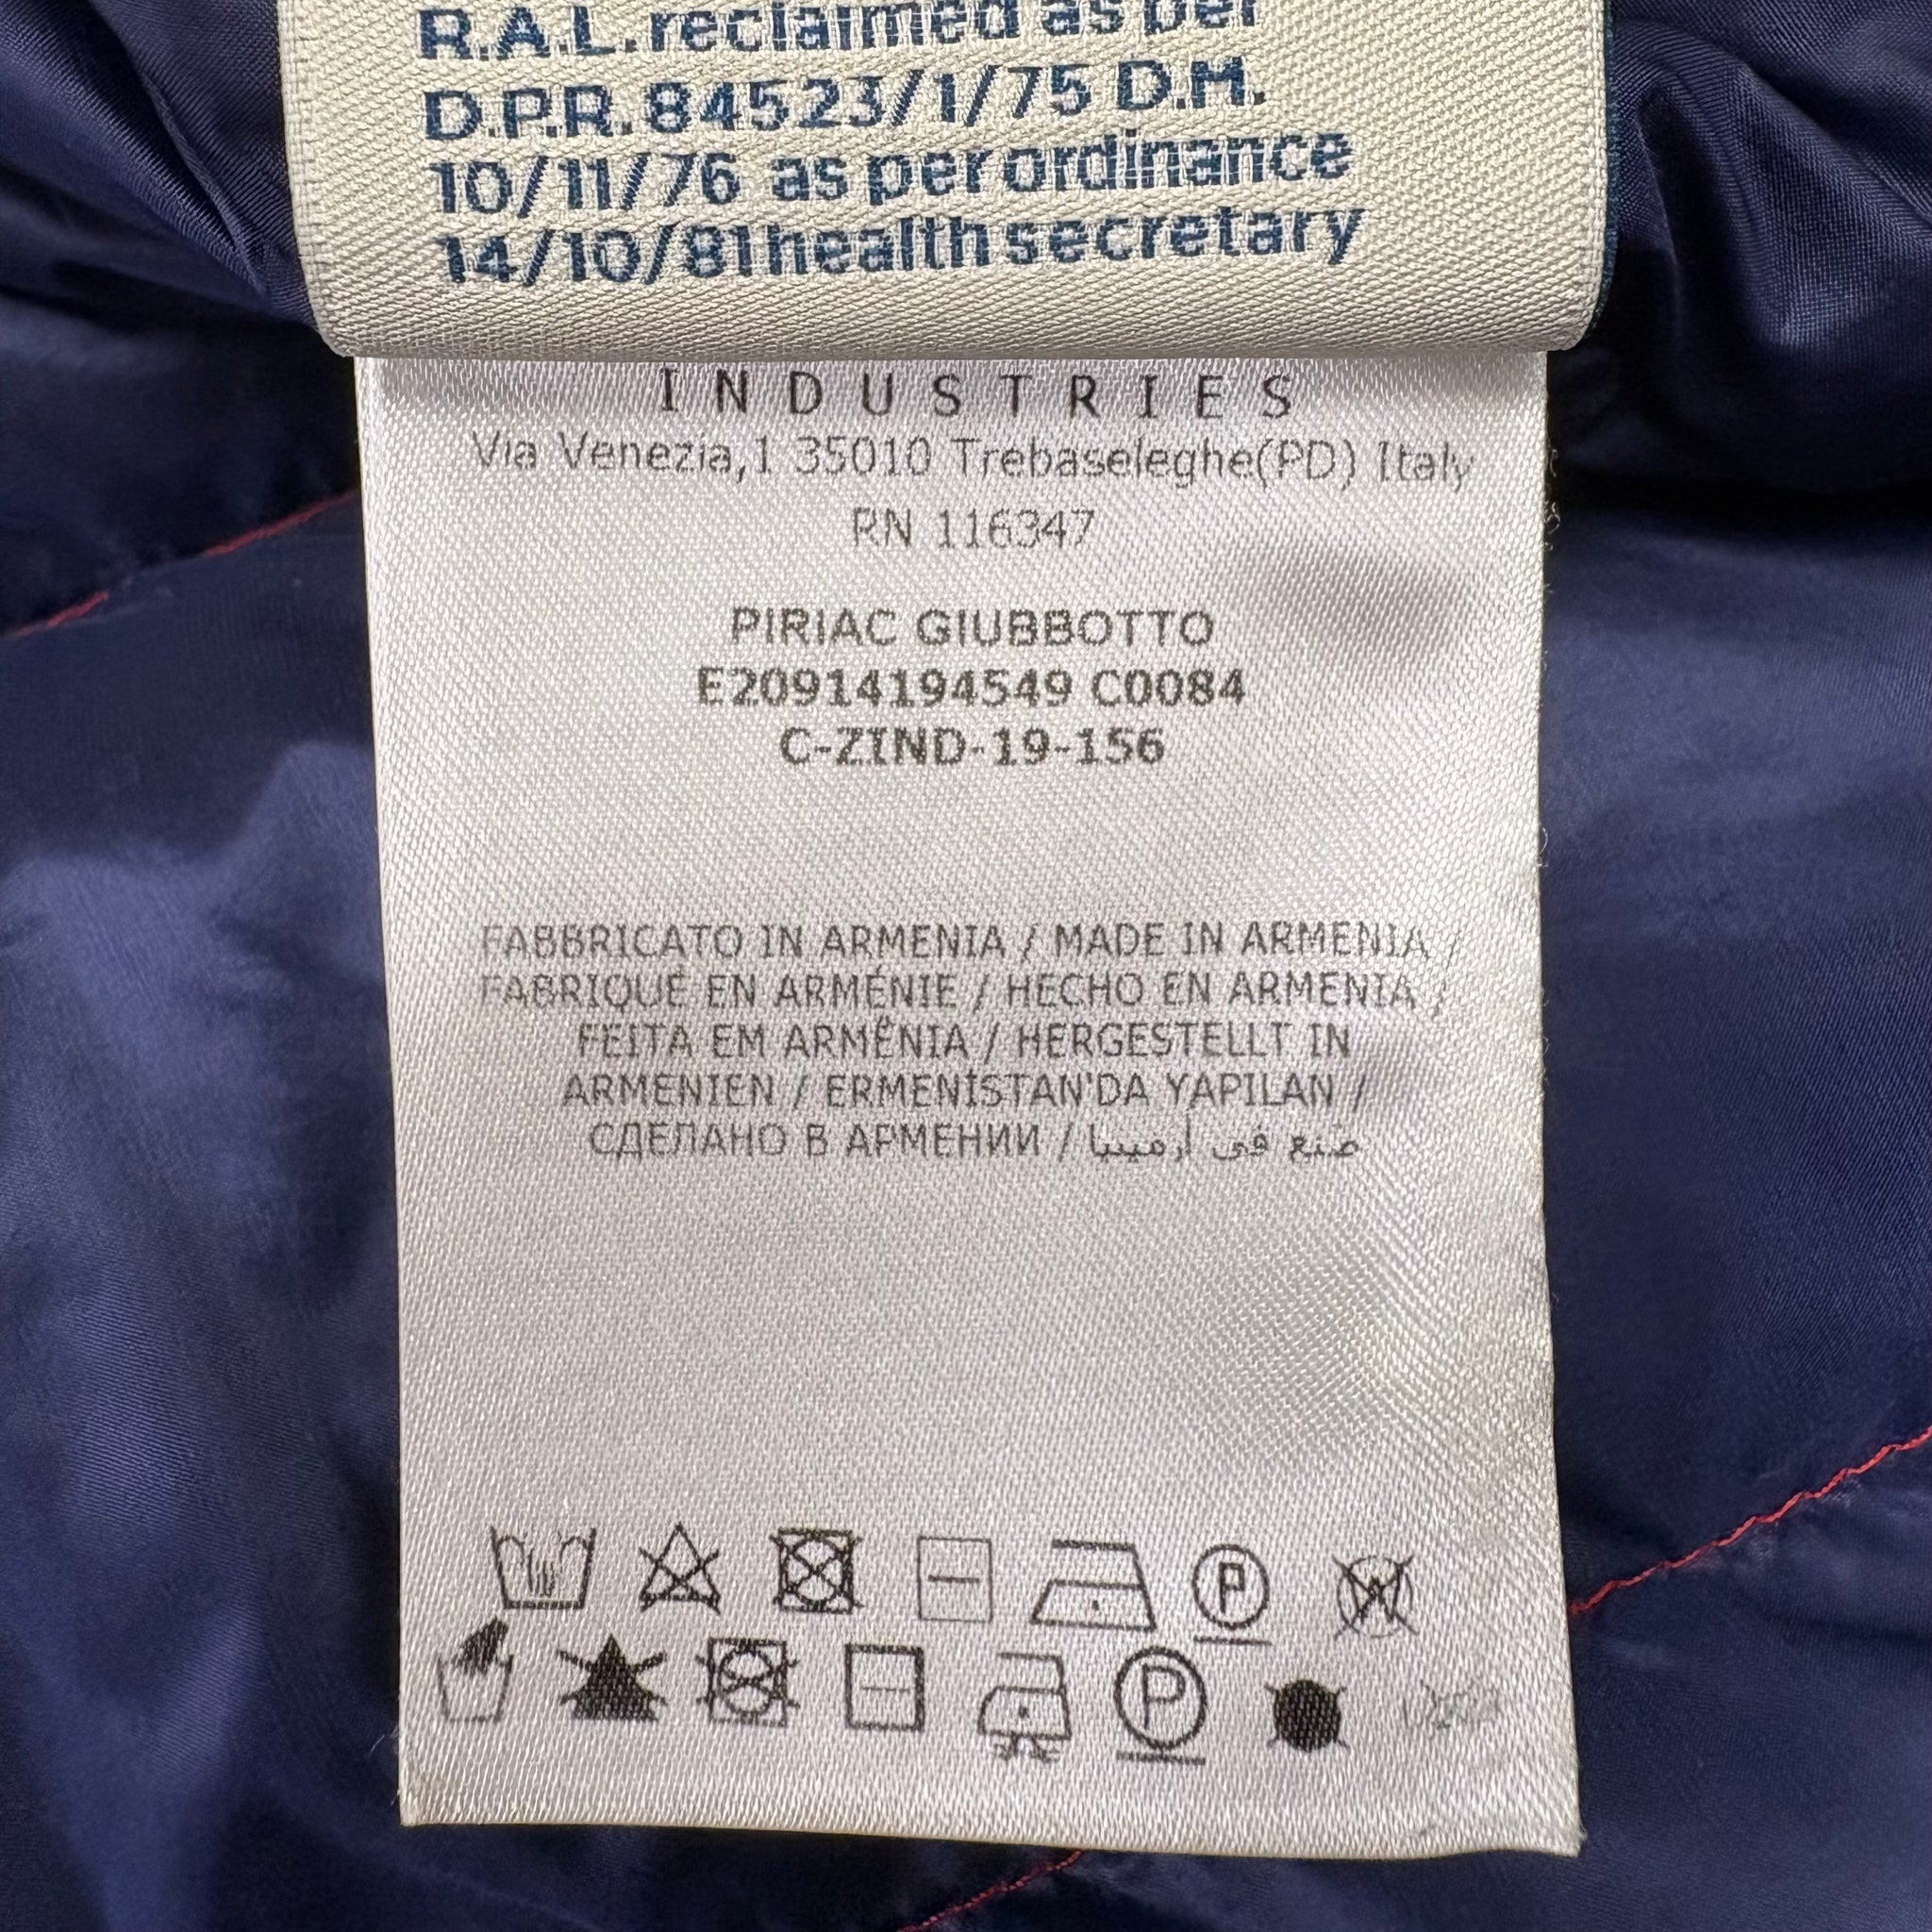 R.A.L. reclaimed as per
D.P.R. 84523/1/75 D.M.
10/11/76 as per ordinance
14/10/81 health secretary
INDUSTRIES
Via Venezia,1 35010 Trebaseleghe(PD) Italy
RN 116347
PIRIAC GIUBBOTTO
E20914194549 C0084
C-ZIND-19-156
FABBRICATO IN ARMENIA / MADE IN ARMENIA /
FABRIQUÉ EN ARMÉNIE / HECHO EN ARMENIA /
FEITA EM ARMÊNIA / HERGESTELLT IN
ARMENIEN / ERMENİSTAN'DA YAPILAN /
СДЕЛАНО В АРМЕНИИ / صنع في أرمينيا
P W
P